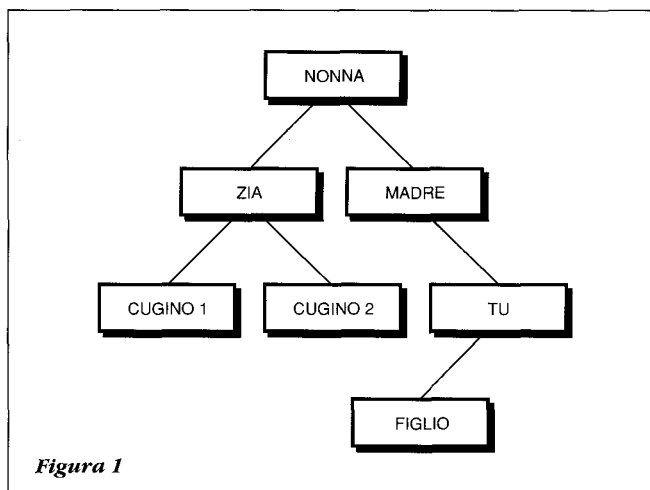 NONNA
ZIA
MADRE
CUGINO 1
CUGINO 2
TU
FIGLIO
Figura 1